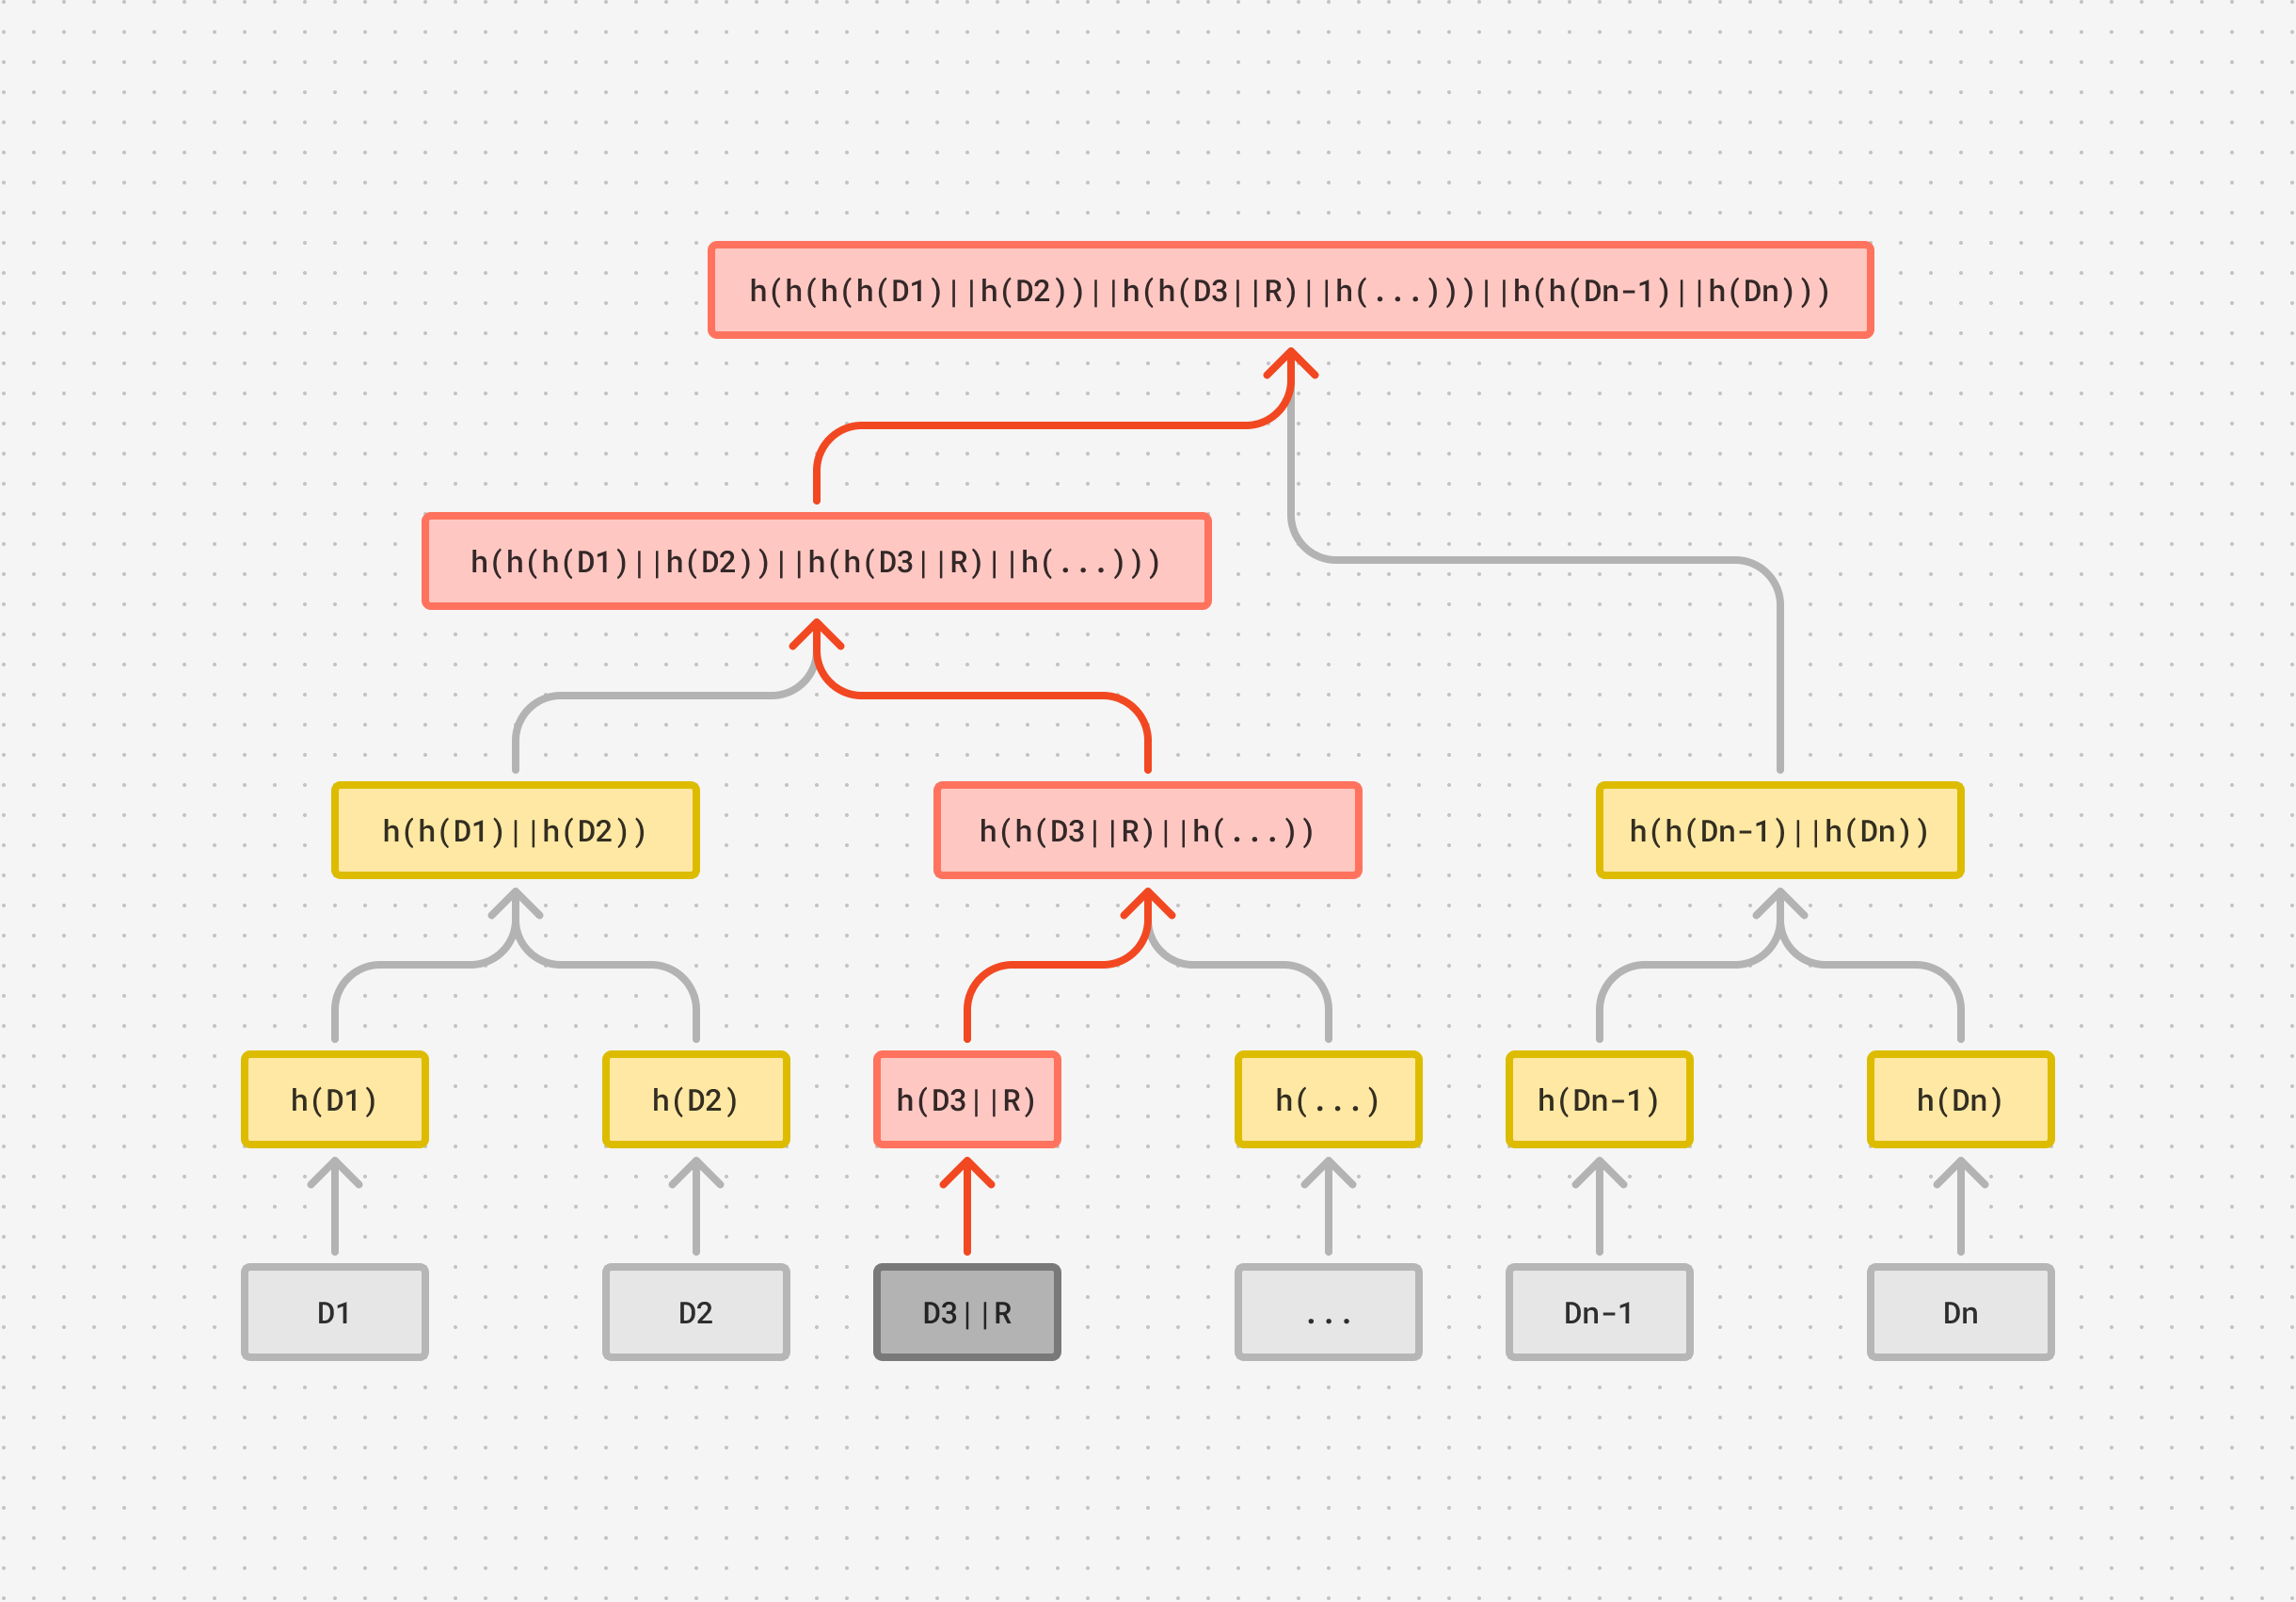 h(h(h(h(D1)||h(D2))||h(h(D3||R)||h(...)))||h(h(Dn-1)||h(Dn)))
h(h(h(D1)||h(D2))||h(h(D3||R)||h(...)))
h(h(D1)||h(D2))
h(h(D3||R)||h(...))
h(h(Dn-1)||h(Dn))
h(D1)
h(D2)
h(D3||R)
h(...)
h(Dn-1)
h(Dn)
D1
D2
D3||R
...
Dn-1
Dn